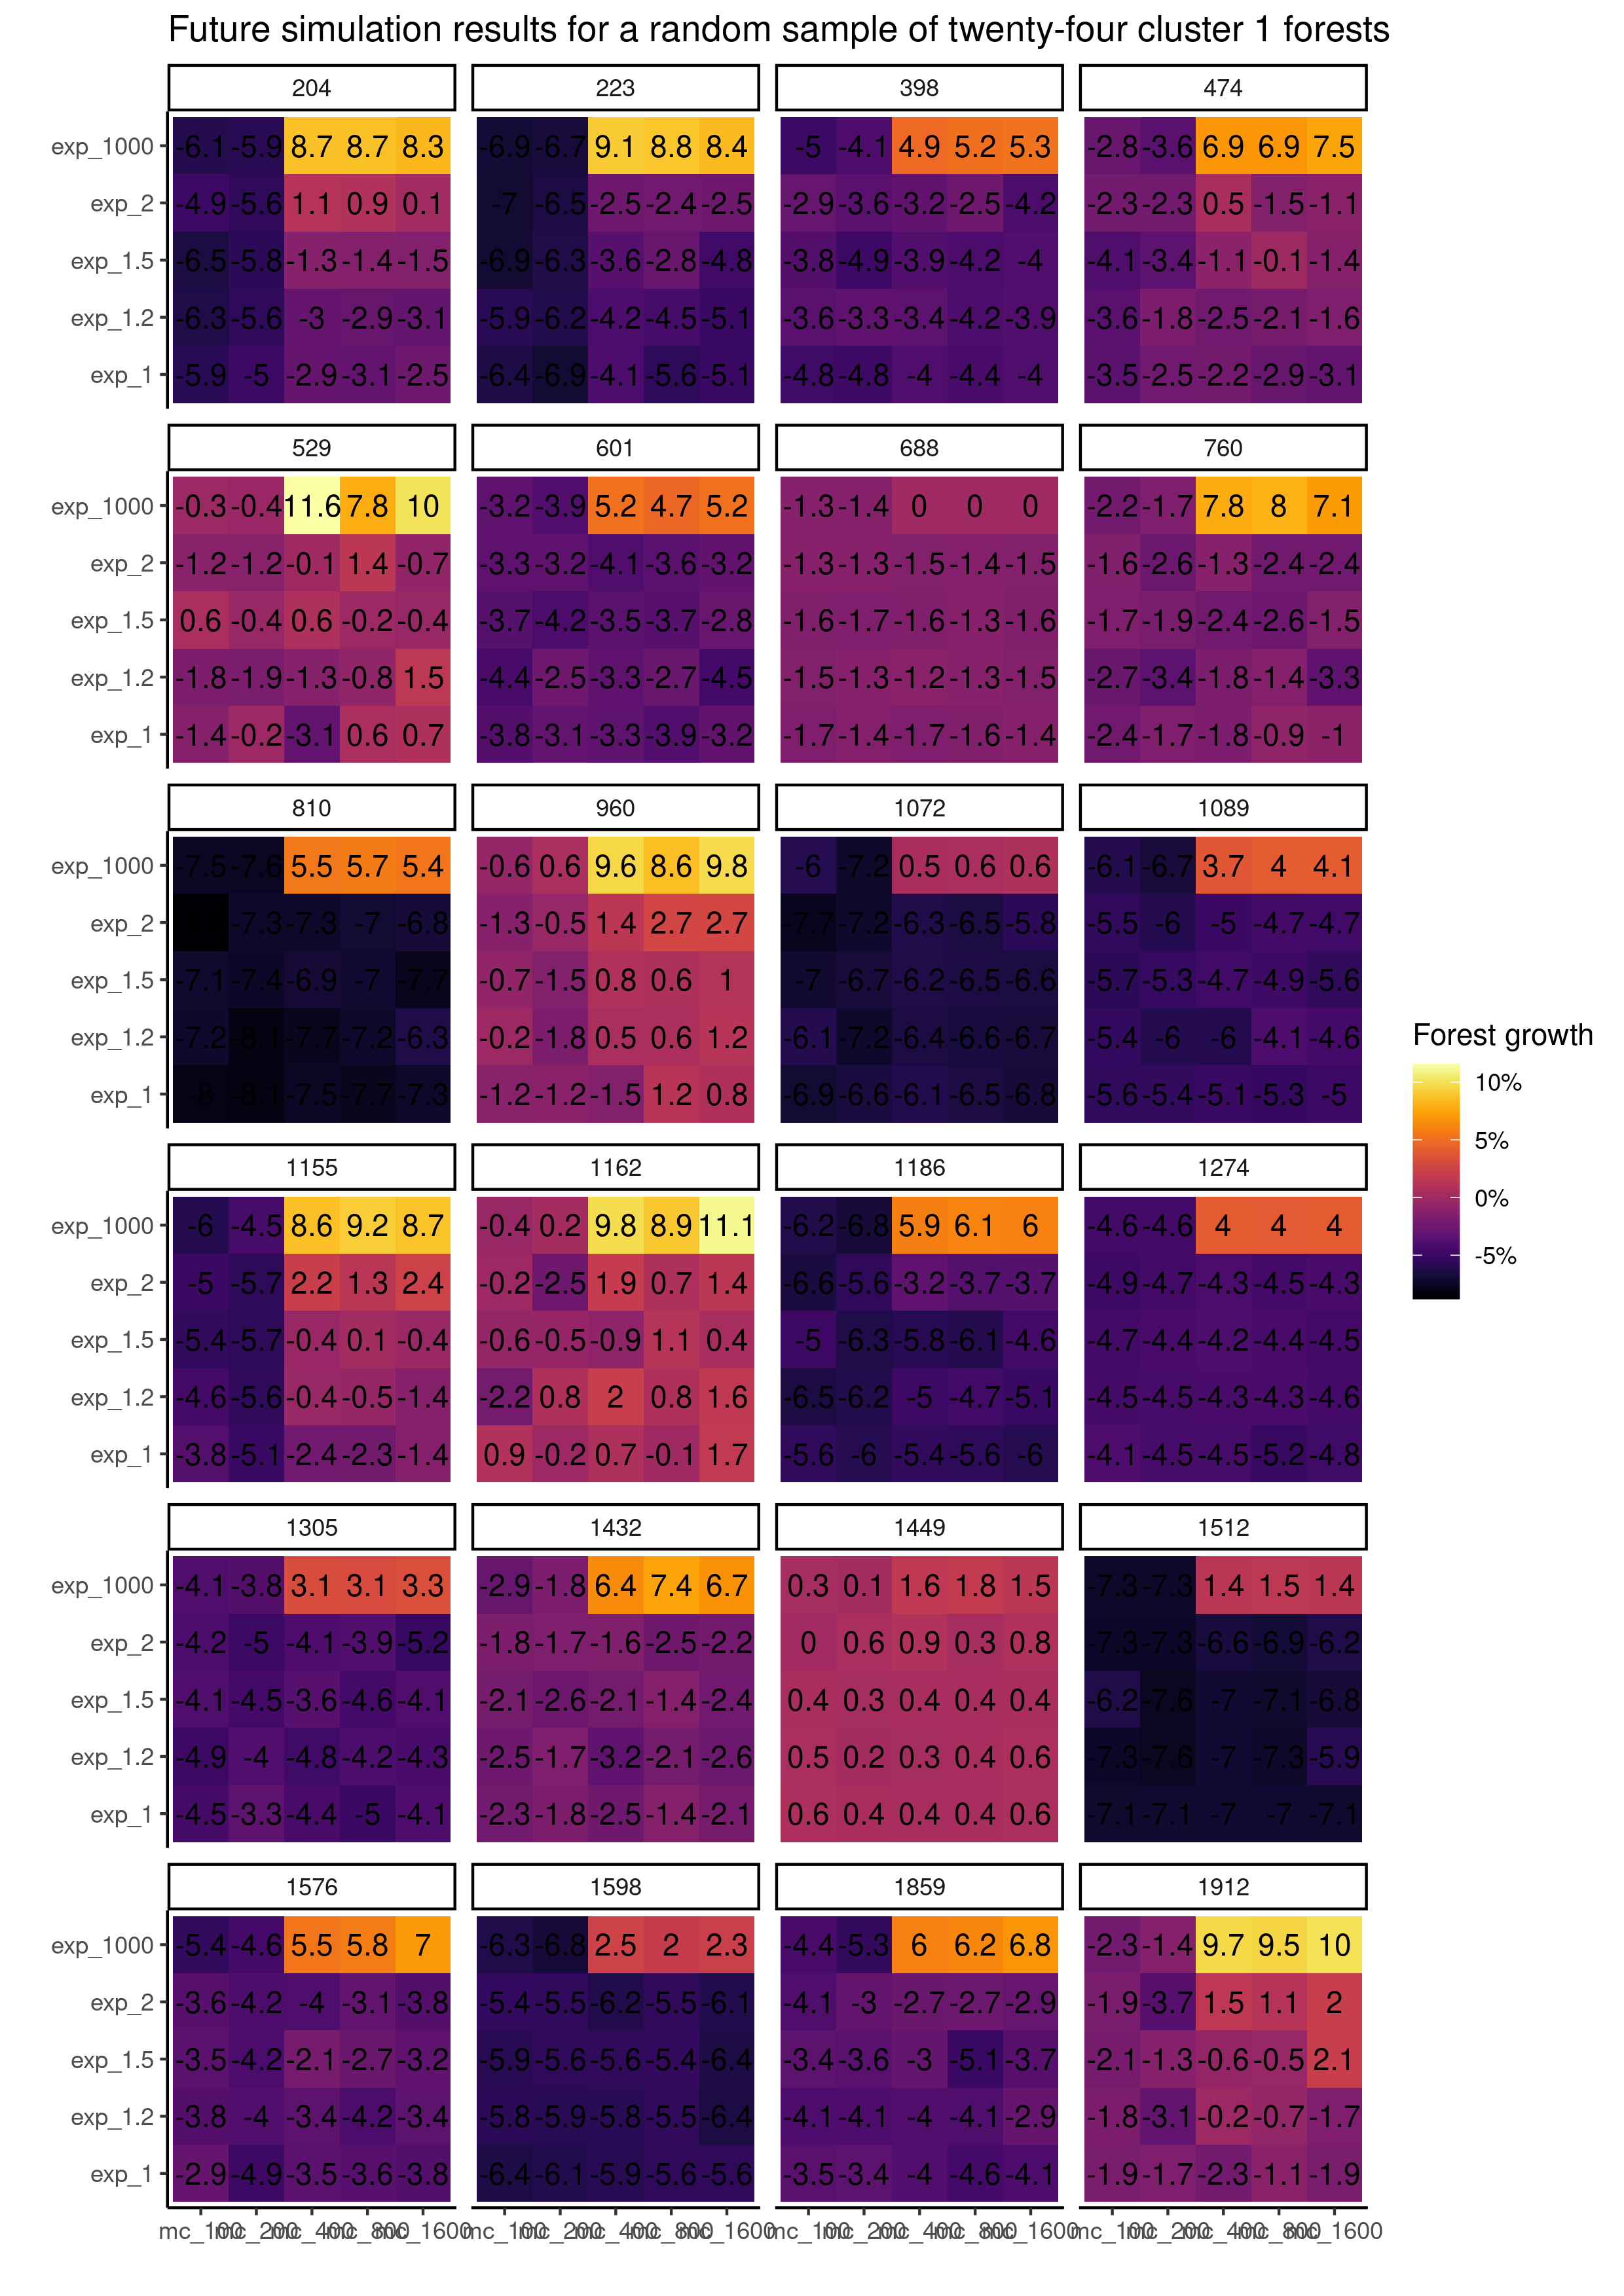 Future simulation results for a random sample of twenty-four cluster 1 forests
204 223 398 474
exp_1000 -6.1 -5.9 8.7 8.7 8.3 -6.9 -6.7 9.1 8.8 8.4 -5 -4.1 4.9 5.2 5.3 -2.8 -3.6 6.9 6.9 7.5
exp_2 -4.9 -5.6 1.1 0.9 0.1 -7 -6.5 -2.5 -2.4 -2.5 -2.9 -3.6 -3.2 -2.5 -4.2 -2.3 -2.3 0.5 -1.5 -1.1
exp_1.5 -6.5 -5.8 -1.3 -1.4 -1.5 -6.9 -6.3 -3.6 -2.8 -4.8 -3.8 -4.9 -3.9 -4.2 -4 -4.1 -3.4 -1.1 -0.1 -1.4
exp_1.2 -6.3 -5.6 -3 -2.9 -3.1 -5.9 -6.2 -4.2 -4.5 -5.1 -3.6 -3.3 -3.4 -4.2 -3.9 -3.6 -1.8 -2.5 -2.1 -1.6
exp_1 -5.9 -5 -2.9 -3.1 -2.5 -6.4 -6.9 -4.1 -5.6 -5.1 -4.8 -4.8 -4 -4.4 -4 -3.5 -2.5 -2.2 -2.9 -3.1
529 601 688 760
exp_1000 -0.3 -0.4 11.6 7.8 10 -3.2 -3.9 5.2 4.7 5.2 -1.3 -1.4 0 0 0 -2.2 -1.7 7.8 8 7.1
exp_2 -1.2 -1.2 -0.1 1.4 -0.7 -3.3 -3.2 -4.1 -3.6 -3.2 -1.3 -1.3 -1.5 -1.4 -1.5 -1.6 -2.6 -1.3 -2.4 -2.4
exp_1.5 0.6 -0.4 0.6 -0.2 -0.4 -3.7 -4.2 -3.5 -3.7 -2.8 -1.6 -1.7 -1.6 -1.3 -1.6 -1.7 -1.9 -2.4 -2.6 -1.5
exp_1.2 -1.8 -1.9 -1.3 -0.8 1.5 -4.4 -2.5 -3.3 -2.7 -4.5 -1.5 -1.3 -1.2 -1.3 -1.5 -2.7 -3.4 -1.8 -1.4 -3.3
exp_1 -1.4 -0.2 -3.1 0.6 0.7 -3.8 -3.1 -3.3 -3.9 -3.2 -1.7 -1.4 -1.7 -1.6 -1.4 -2.4 -1.7 -1.8 -0.9 -1
810 960 1072 1089
exp_1000 -7.5 -7.6 5.5 5.7 5.4 -0.6 0.6 9.6 8.6 9.8 -6 -7.2 0.5 0.6 0.6 -6.1 -6.7 3.7 4 4.1
exp_2 -7.3 -7.3 -7 -6.8 -1.3 -0.5 1.4 2.7 2.7 -7.7 -7.2 -6.3 -6.5 -5.8 -5.5 -6 -5 -4.7 -4.7
exp_1.5 -7.1 -7.4 -6.9 -7 -7.7 -0.7 -1.5 0.8 0.6 1 -7 -6.7 -6.2 -6.5 -6.6 -5.7 -5.3 -4.7 -4.9 -5.6
exp_1.2 -7.2 -8.1 -7.7 -7.2 -6.3 -0.2 -1.8 0.5 0.6 1.2 -6.1 -7.2 -6.4 -6.6 -6.7 -5.4 -6 -6 -4.1 -4.6
exp_1 -8 -8.1 -7.5 -7.7 -7.3 -1.2 -1.2 -1.5 1.2 0.8 -6.9 -6.6 -6.1 -6.5 -6.8 -5.6 -5.4 -5.1 -5.3 -5
Forest growth
10%
5%
0%
-5%
1155 1162 1186 1274
exp_1000 -6 -4.5 8.6 9.2 8.7 -0.4 0.2 9.8 8.9 11.1 -6.2 -6.8 5.9 6.1 6 -4.6 -4.6 4 4 4
exp_2 -5 -5.7 2.2 1.3 2.4 -0.2 -2.5 1.9 0.7 1.4 -6.6 -5.6 -3.2 -3.7 -3.7 -4.9 -4.7 -4.3 -4.5 -4.3
exp_1.5 -5.4 -5.7 -0.4 0.1 -0.4 -0.6 -0.5 -0.9 1.1 0.4 -5 -6.3 -5.8 -6.1 -4.6 -4.7 -4.4 -4.2 -4.4 -4.5
exp_1.2 -4.6 -5.6 -0.4 -0.5 -1.4 -2.2 0.8 2 0.8 1.6 -6.5 -6.2 -5 -4.7 -5.1 -4.5 -4.5 -4.3 -4.3 -4.6
exp_1 -3.8 -5.1 -2.4 -2.3 -1.4 0.9 -0.2 0.7 -0.1 1.7 -5.6 -6 -5.4 -5.6 -6 -4.1 -4.5 -4.5 -5.2 -4.8
1305 1432 1449 1512
exp_1000 -4.1 -3.8 3.1 3.1 3.3 -2.9 -1.8 6.4 7.4 6.7 0.3 0.1 1.6 1.8 1.5 -7.3 -7.3 1.4 1.5 1.4
exp_2 -4.2 -5 -4.1 -3.9 -5.2 -1.8 -1.7 -1.6 -2.5 -2.2 0 0.6 0.9 0.3 0.8 -7.3 -7.3 -6.6 -6.9 -6.2
exp_1.5 -4.1 -4.5 -3.6 -4.6 -4.1 -2.1 -2.6 -2.1 -1.4 -2.4 0.4 0.3 0.4 0.4 0.4 -6.2 -7.6 -7 -7.1 -6.8
exp_1.2 -4.9 -4 -4.8 -4.2 -4.3 -2.5 -1.7 -3.2 -2.1 -2.6 0.5 0.2 0.3 0.4 0.6 -7.3 -7.6 -7 -7.3 -5.9
exp_1 -4.5 -3.3 -4.4 -5 -4.1 -2.3 -1.8 -2.5 -1.4 -2.1 0.6 0.4 0.4 0.4 0.6 -7.1 -7.1 -7 -7 -7.1
1576 1598 1859 1912
exp_1000 -5.4 -4.6 5.5 5.8 7 -6.3 -6.8 2.5 2 2.3 -4.4 -5.3 6 6.2 6.8 -2.3 -1.4 9.7 9.5 10
exp_2 -3.6 -4.2 -4 -3.1 -3.8 -5.4 -5.5 -6.2 -5.5 -6.1 -4.1 -3 -2.7 -2.7 -2.9 -1.9 -3.7 1.5 1.1 2
exp_1.5 -3.5 -4.2 -2.1 -2.7 -3.2 -5.9 -5.6 -5.6 -5.4 -6.4 -3.4 -3.6 -3 -5.1 -3.7 -2.1 -1.3 -0.6 -0.5 2.1
exp_1.2 -3.8 -4 -3.4 -4.2 -3.4 -5.8 -5.9 -5.8 -5.5 -6.4 -4.1 -4.1 -4 -4.1 -2.9 -1.8 -3.1 -0.2 -0.7 -1.7
exp_1 -2.9 -4.9 -3.5 -3.6 -3.8 -6.4 -6.1 -5.9 -5.6 -5.6 -3.5 -3.4 -4 -4.6 -4.1 -1.9 -1.7 -2.3 -1.1 -1.9
mc_100 mc_200 mc_400 mc_800 mc_1600 mc_100 mc_200 mc_400 mc_800 mc_1600 mc_100 mc_200 mc_400 mc_800 mc_1600 mc_100 mc_200 mc_400 mc_800 mc_1600